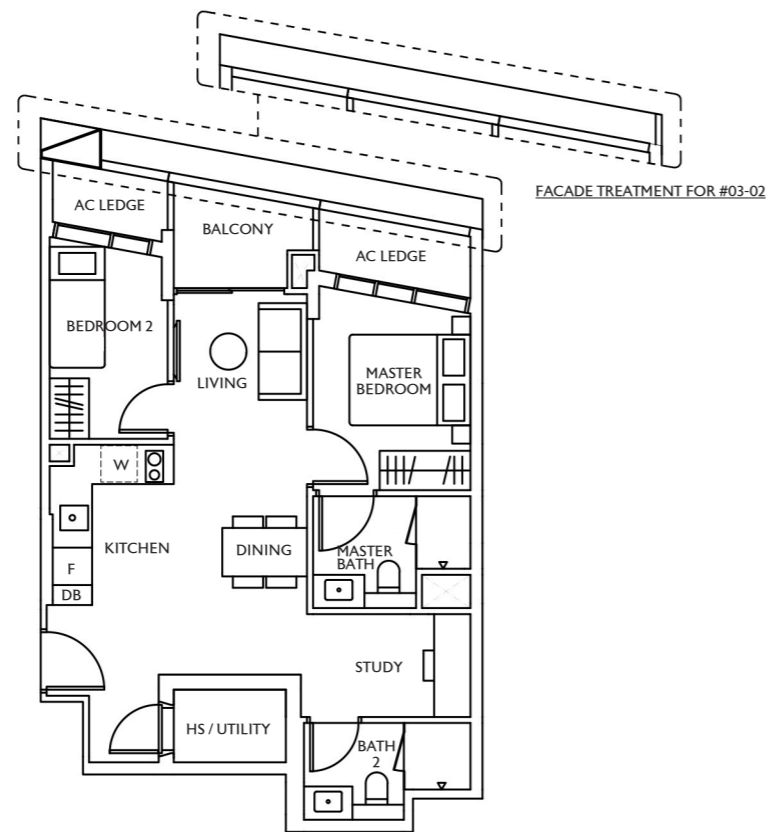 FACADE TREATMENT FOR #03-02
AC LEDGE
BALCONY
AC LEDGE
BEDROOM 2
LIVING
MASTER
BEDROOM
W
KITCHEN
DINING
MASTER
BATH
F
DB
STUDY
HS / UTILITY
BATH
2